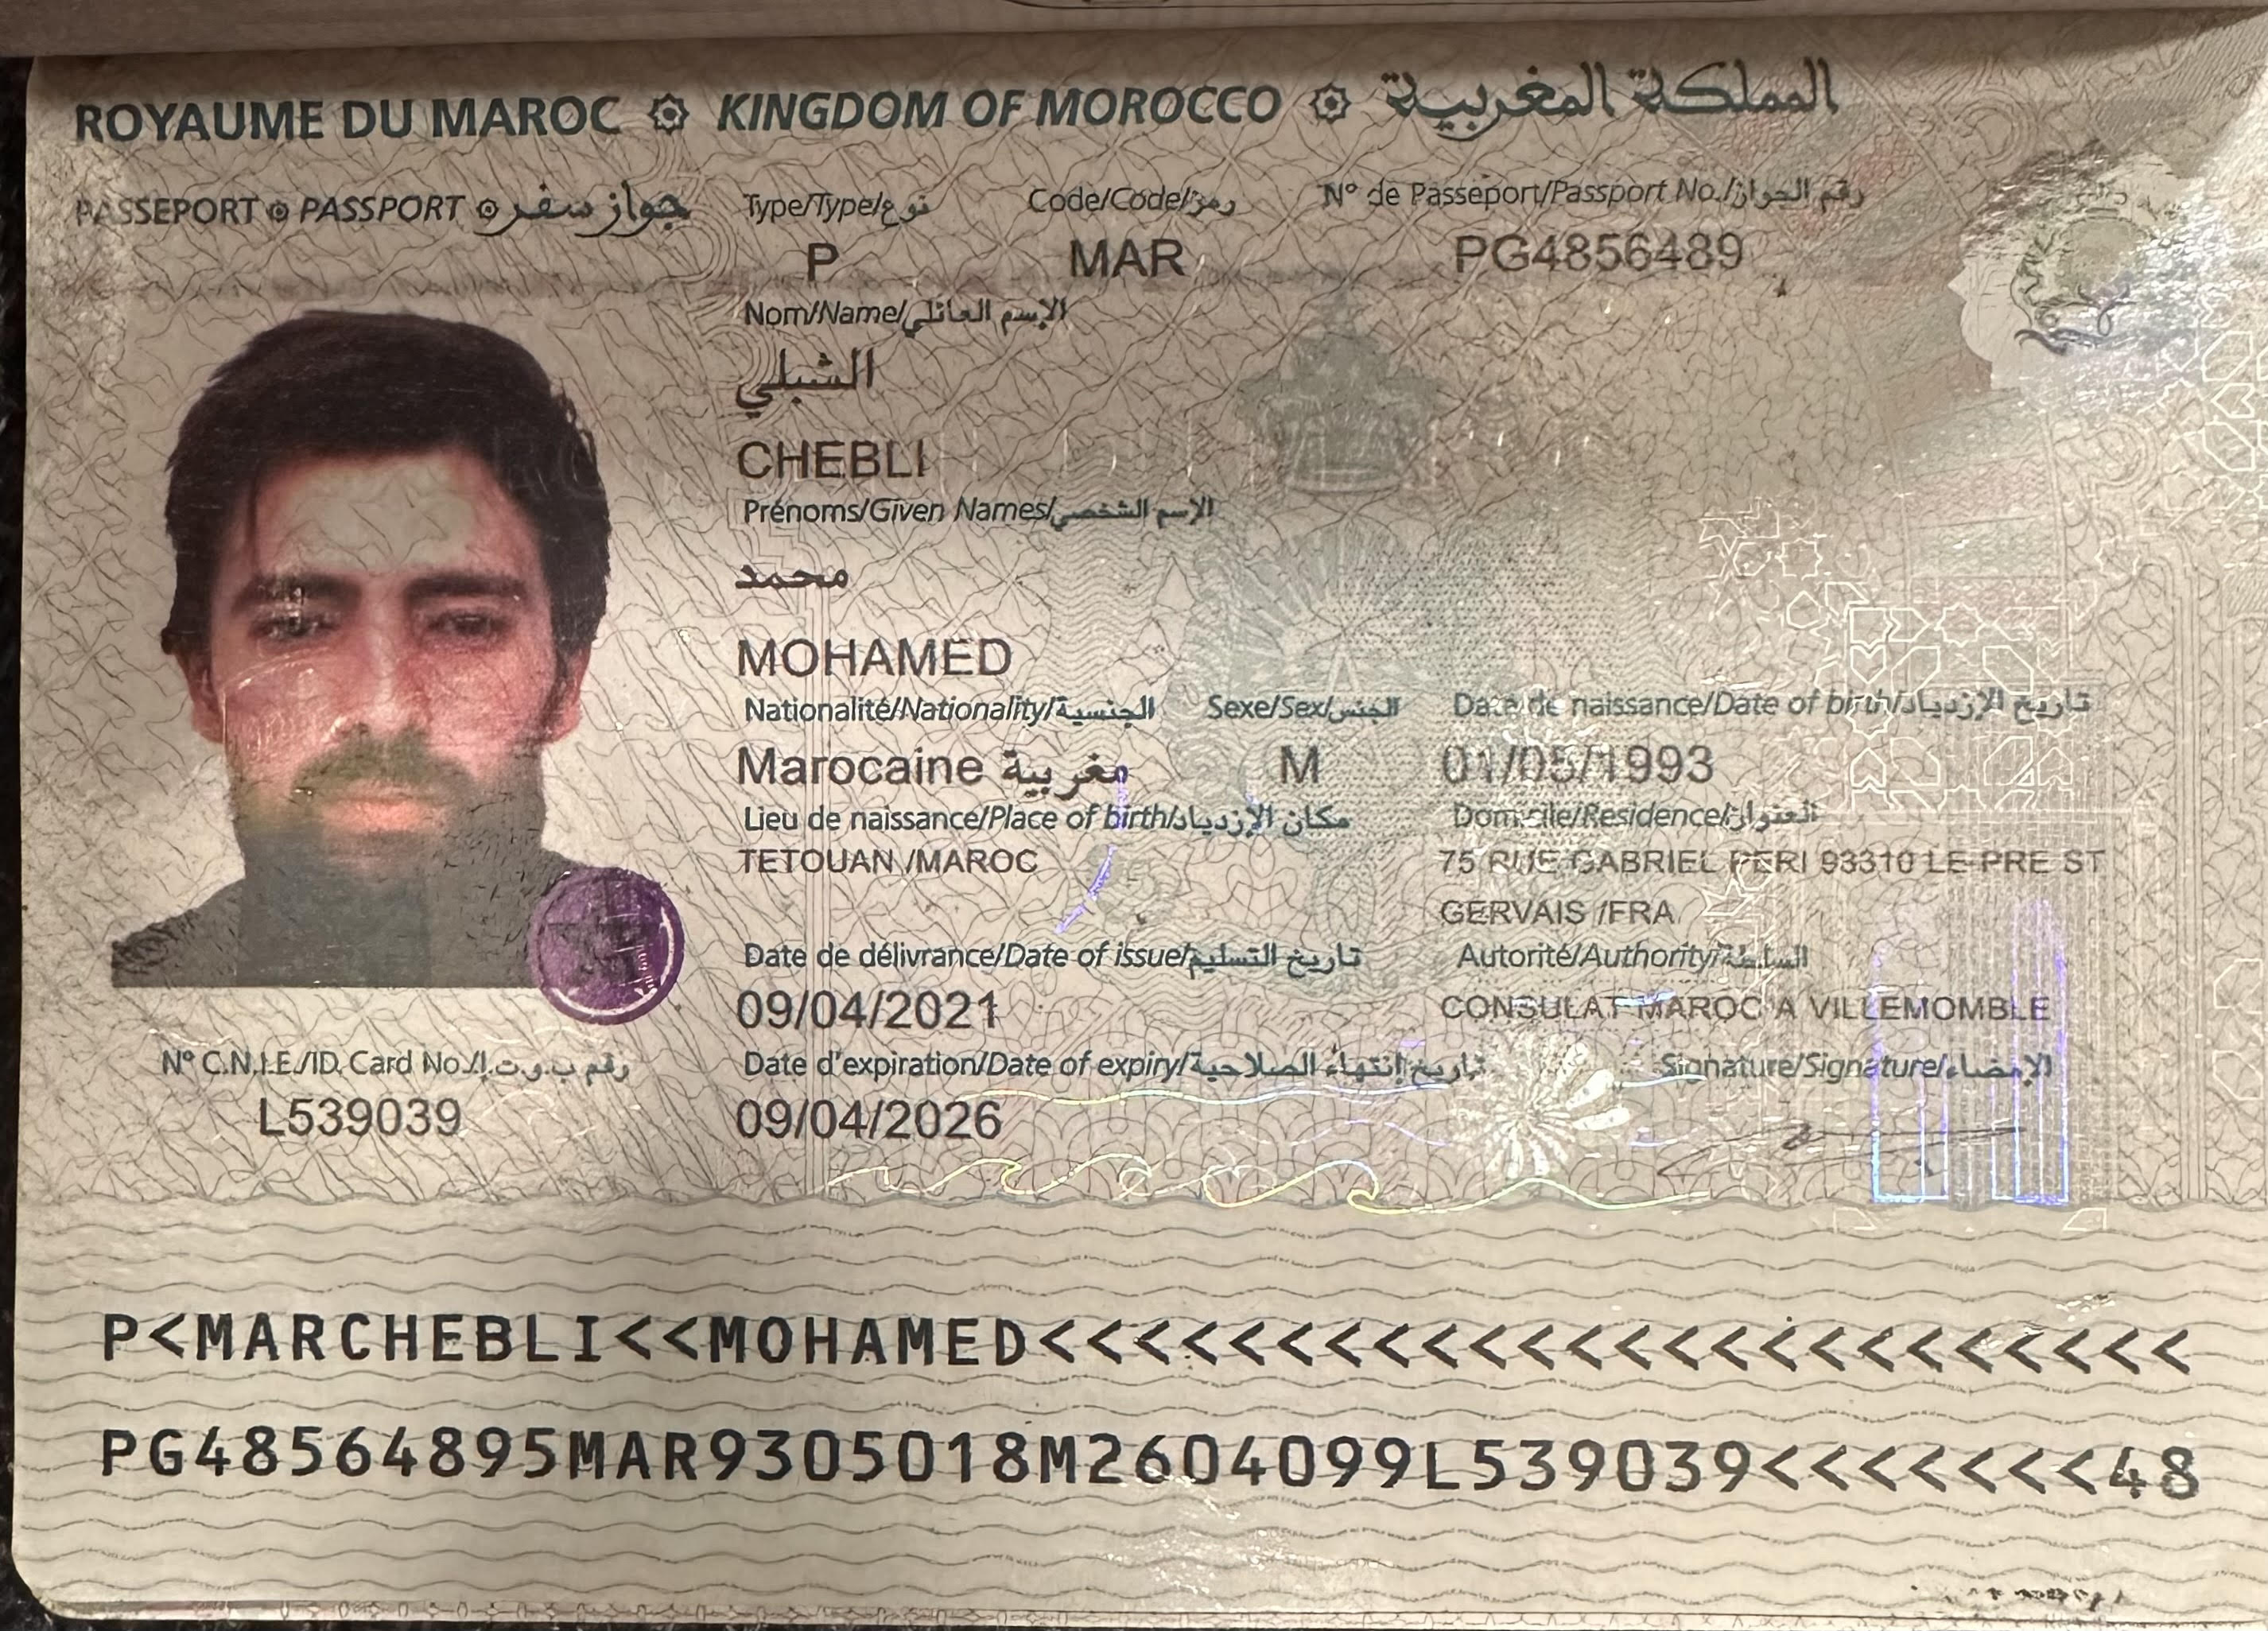 ROYAUME DU MAROC KINGDOM OF MOROCCO المملكة المغربية
PASSEPORT PASSPORT جواز سفر
Type/Type/نوع Code/Code/رمز N° de Passeport/Passport No./رقم الجواز
P MAR PG4856489
Nom/Name/الإسم العائلي
الشبلي
CHEBLI
Prénoms/Given Names/الإسم الشخصي
محمد
MOHAMED
Nationalité/Nationality/الجنسية Sexe/Sex/الجنس Date de naissance/Date of birth/تاريخ الإزدياد
Marocaine مغربية M 01/05/1993
Lieu de naissance/Place of birth/مكان الإزدياد Domicile/Residence/العنوان
TETOUAN /MAROC 75 RUE GABRIEL PERI 93310 LE PRE ST
GERVAIS /FRA
Date de délivrance/Date of issue/تاريخ التسليم Autorité/Authority/السلطة
09/04/2021 CONSULAT MAROC A VILLEMOMBLE
N° C.N.I.E./ID. Card No./رقم ب.و.ت.إ. Date d'expiration/Date of expiry/تاريخ إنتهاء الصلاحية Signature/Signature/الإمضاء
L539039 09/04/2026
P<MARCHEBLI<<MOHAMED<<<<<<<<<<<<<<<<<<<<<<<<
PG48564895MAR9305018M2604099L539039<<<<<<<48